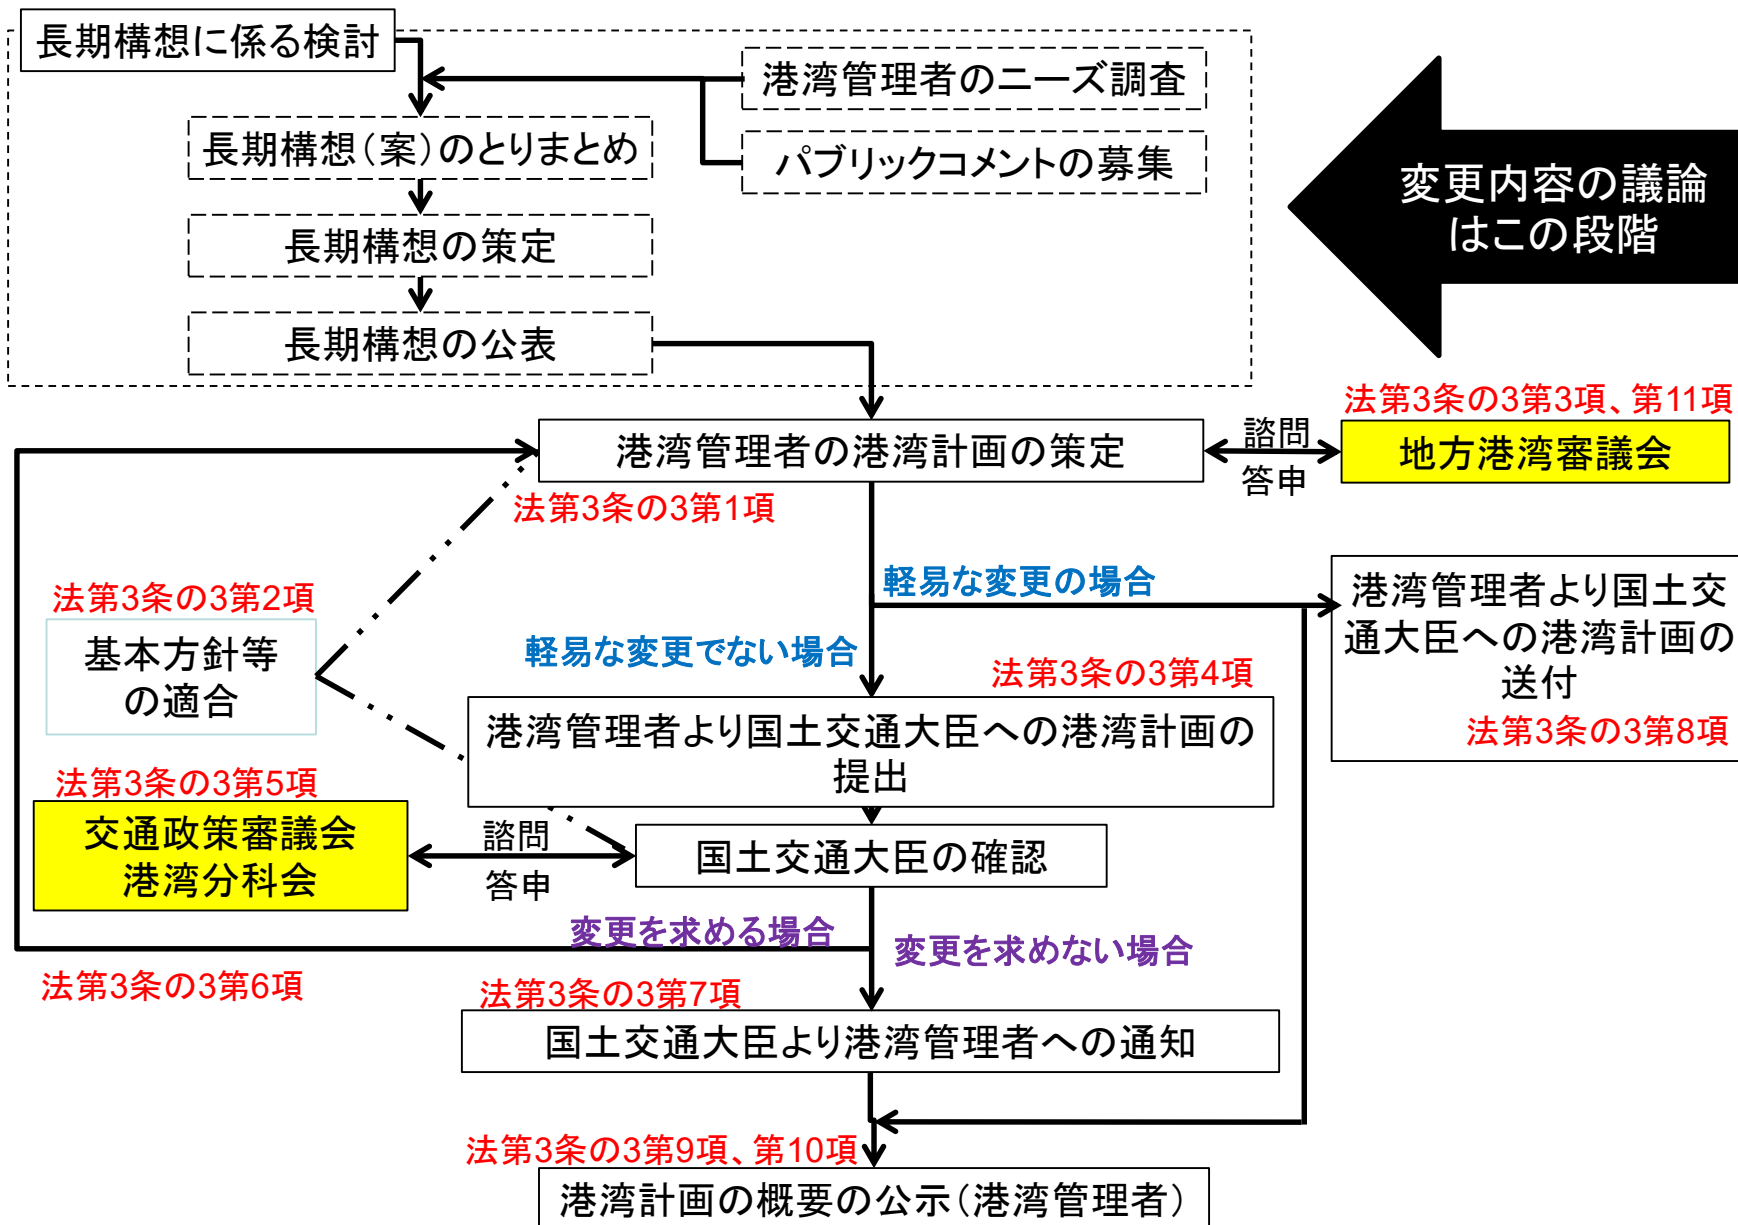 長期構想に係る検討
港湾管理者のニーズ調査
長期構想(案)のとりまとめ
パブリックコメントの募集
変更内容の議論
はこの段階
長期構想の策定
長期構想の公表
法第3条の3第3項、第11項
港湾管理者の港湾計画の策定
諮問
答申
地方港湾審議会
法第3条の3第1項
軽易な変更の場合
港湾管理者より国土交
通大臣への港湾計画の
送付
法第3条の3第8項
法第3条の3第2項
基本方針等
の適合
軽易な変更でない場合
法第3条の3第4項
港湾管理者より国土交通大臣への港湾計画の
提出
法第3条の3第5項
交通政策審議会
港湾分科会
諮問
答申
国土交通大臣の確認
変更を求める場合
変更を求めない場合
法第3条の3第6項
法第3条の3第7項
国土交通大臣より港湾管理者への通知
法第3条の3第9項、第10項
港湾計画の概要の公示(港湾管理者)